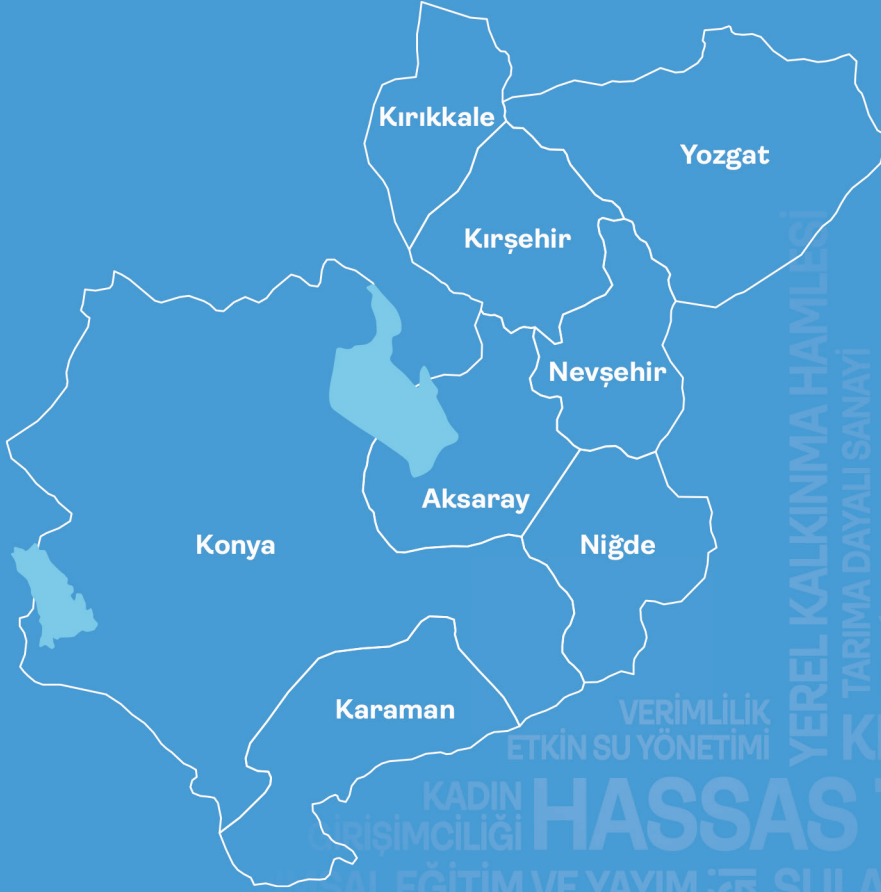 Kırıkkale
Yozgat
Kırşehir
Nevşehir
Aksaray
Konya
Niğde
Karaman
YEREL KALKINMA HAMLESİ
TARIMA DAYALI SANAYİ
VERİMLİLİK
ETKİN SU YÖNETİMİ
KADIN
GİRİŞİMCİLİĞİ
HASSAS
EĞİTİM VE YAYIM